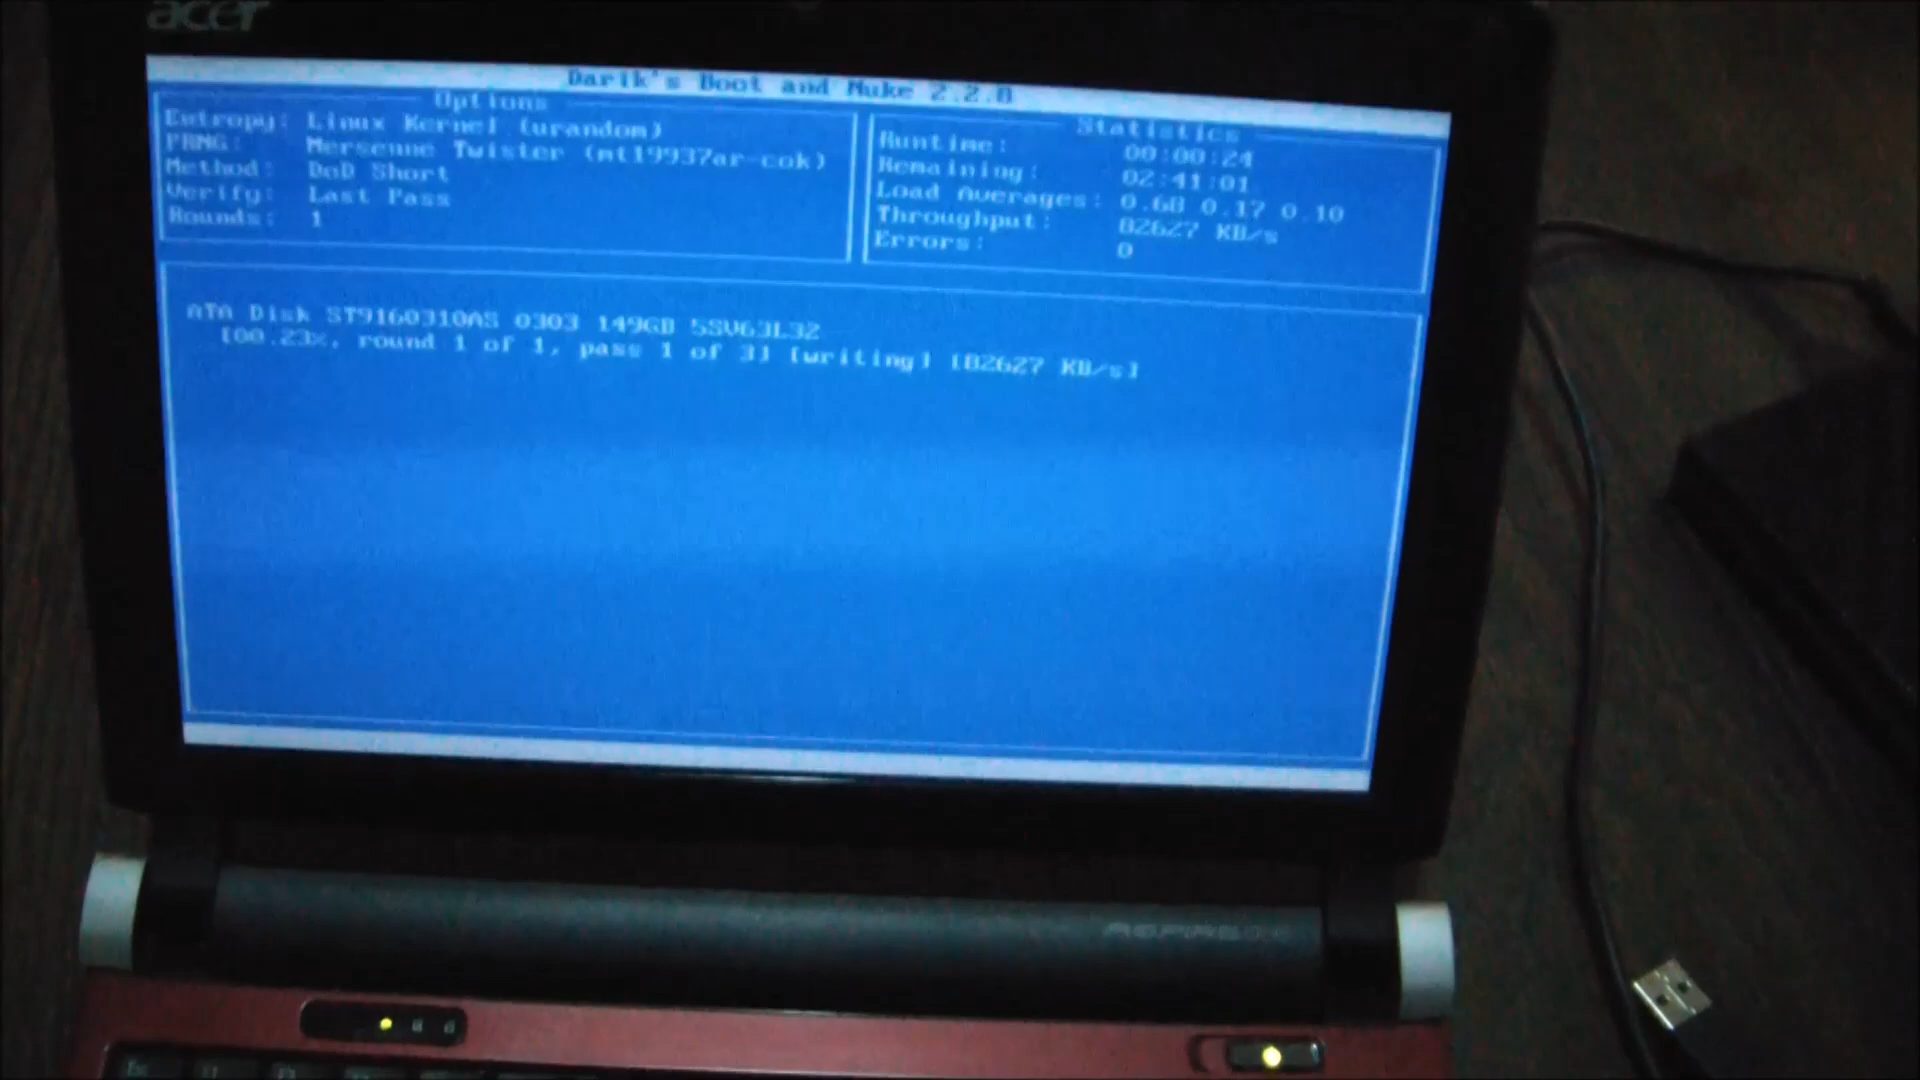 acer
Darik's Boot and Nuke 2.2.8
Options
Entropy: Linux Kernel (urandom)
PRNG: Mersenne Twister (mt19937ar-cok)
Method: DoD Short
Verify: Last Pass
Rounds: 1
Statistics
Runtime: 00:00:24
Remaining: 02:41:01
Load Averages: 0.68 0.17 0.10
Throughput: 82627 KB/s
Errors: 0
ATA Disk ST9160310AS 0303 149GB 5SV63L32
[00.23%, round 1 of 1, pass 1 of 3] [writing] [82627 KB/s]